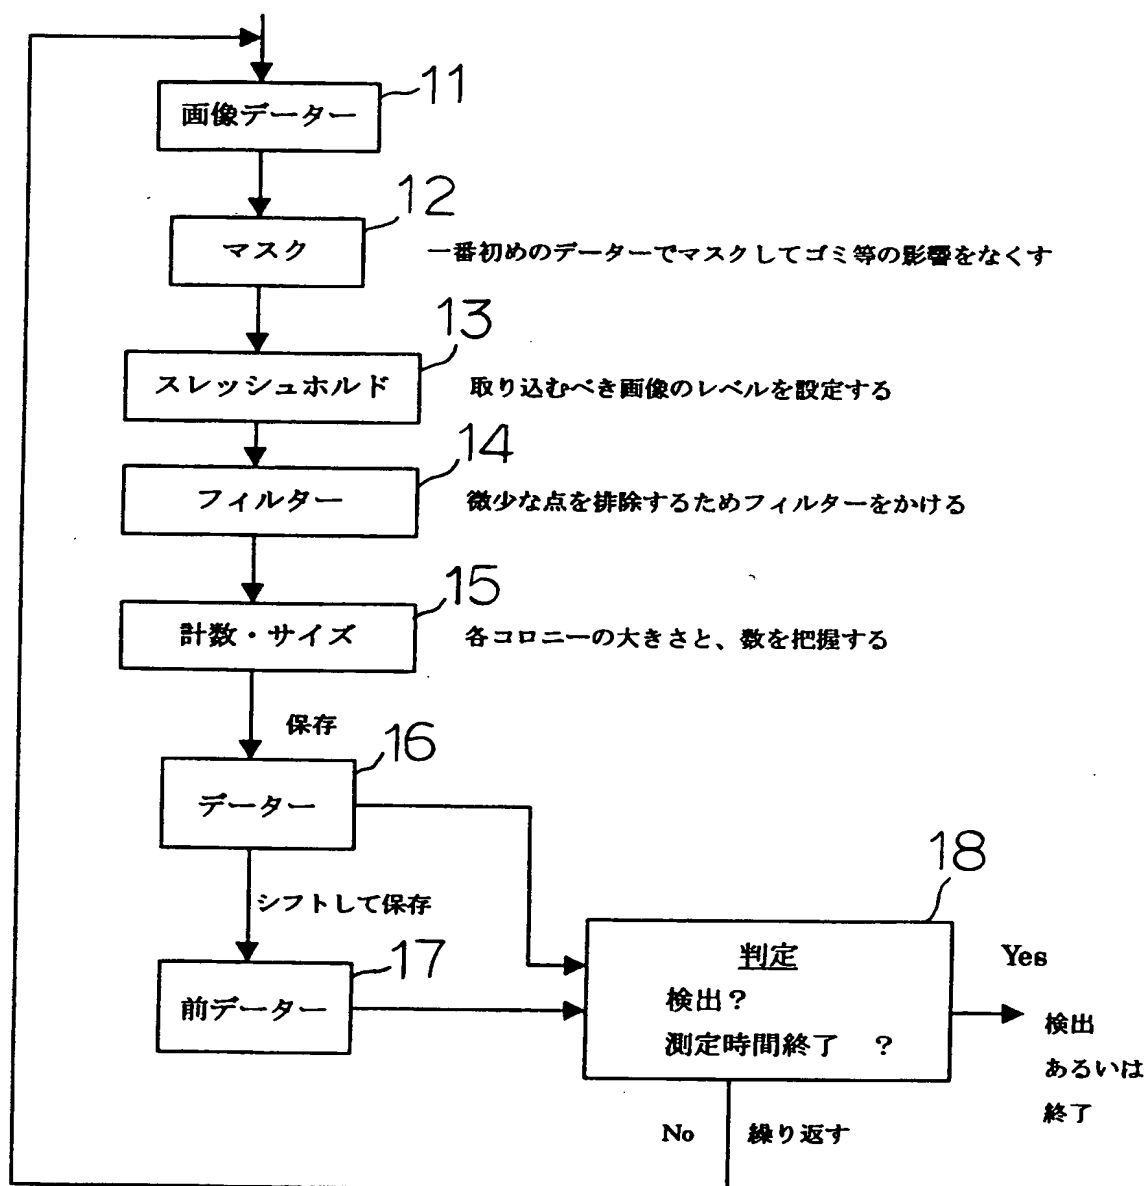 11
画像データー
12
マスク
一番初めのデーターでマスクしてゴミ等の影響をなくす
13
スレッシュホルド
取り込むべき画像のレベルを設定する
14
フィルター
微少な点を排除するためフィルターをかける
15
計数・サイズ
各コロニーの大きさと、数を把握する
保存
16
データー
シフトして保存
17
前データー
18
判定
検出?
測定時間終了 ?
Yes
検出
あるいは
終了
No
繰り返す